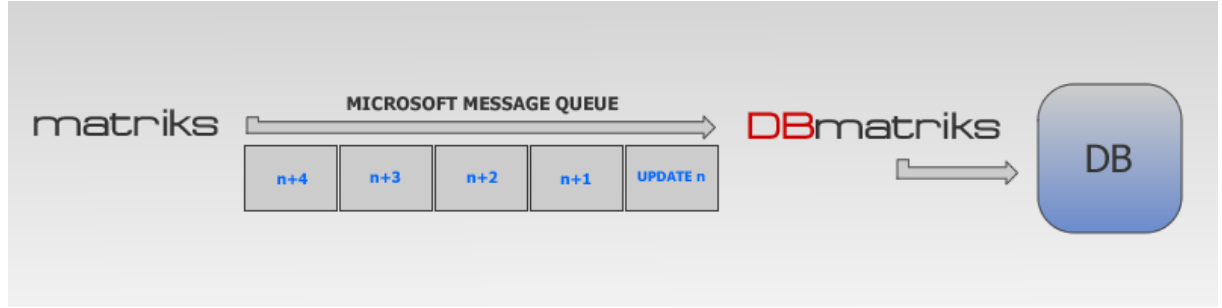 MICROSOFT MESSAGE QUEUE
matriks
DBmatriks
DB
n+4
n+3
n+2
n+1
UPDATE n